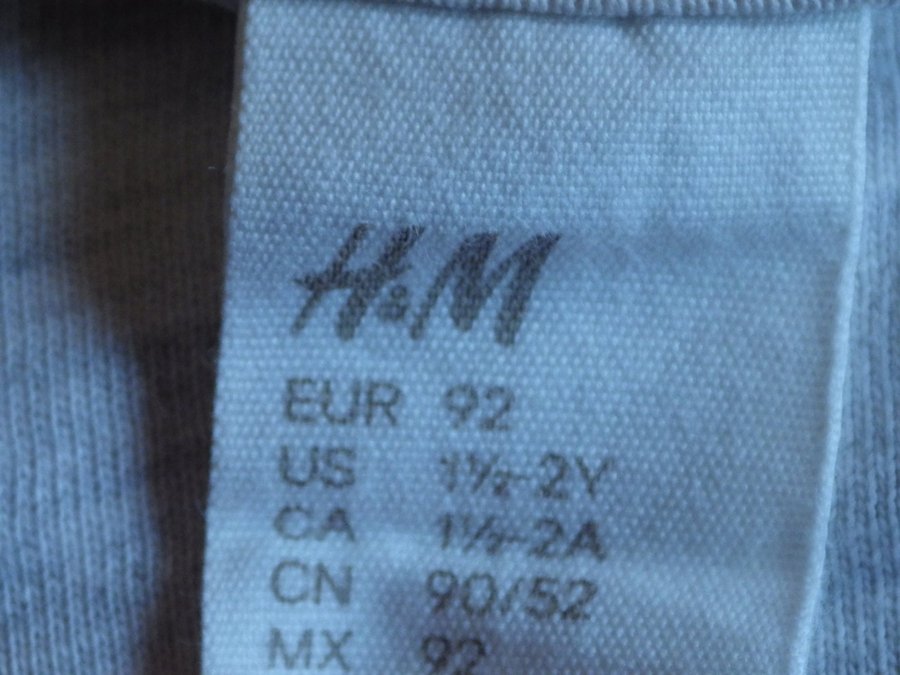 H&M
EUR 92
US 1½-2Y
CA 1½-2A
CN 90/52
MX 92